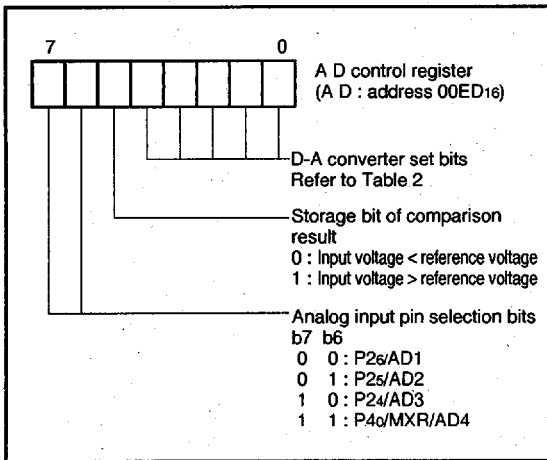 7 0
A D control register
(A D : address 00ED16)
D-A converter set bits
Refer to Table 2
Storage bit of comparison
result
0 : Input voltage < reference voltage
1 : Input voltage > reference voltage
Analog input pin selection bits
b7 b6
0 0 : P26/AD1
0 1 : P25/AD2
1 0 : P24/AD3
1 1 : P40/MXR/AD4